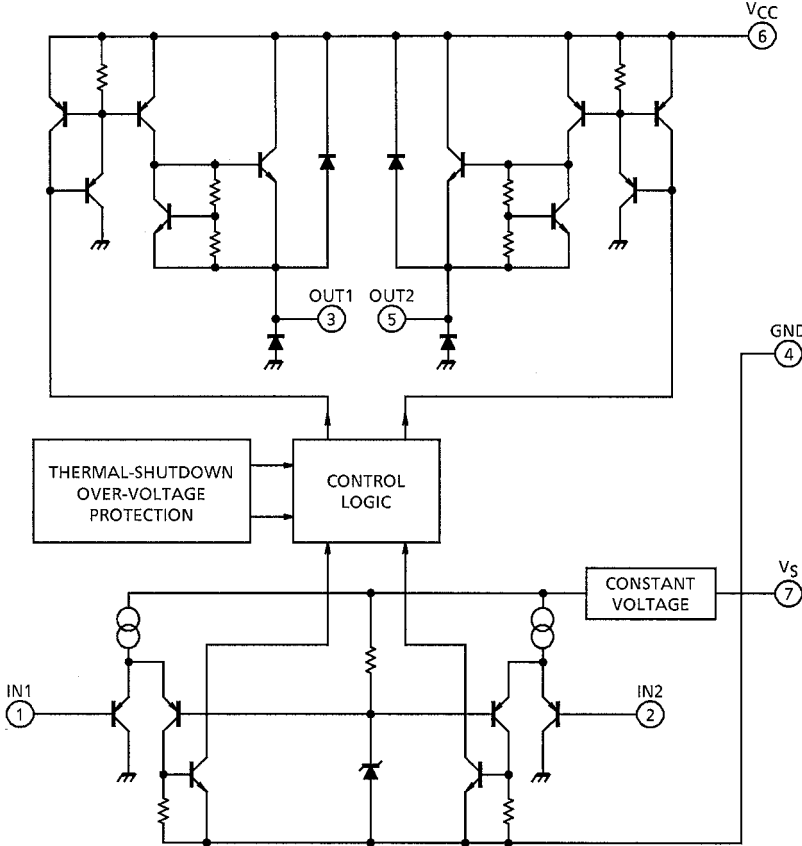 VCC
6
OUT1
3
OUT2
5
GND
4
THERMAL-SHUTDOWN
OVER-VOLTAGE
PROTECTION
CONTROL
LOGIC
CONSTANT
VOLTAGE
VS
7
IN1
1
IN2
2